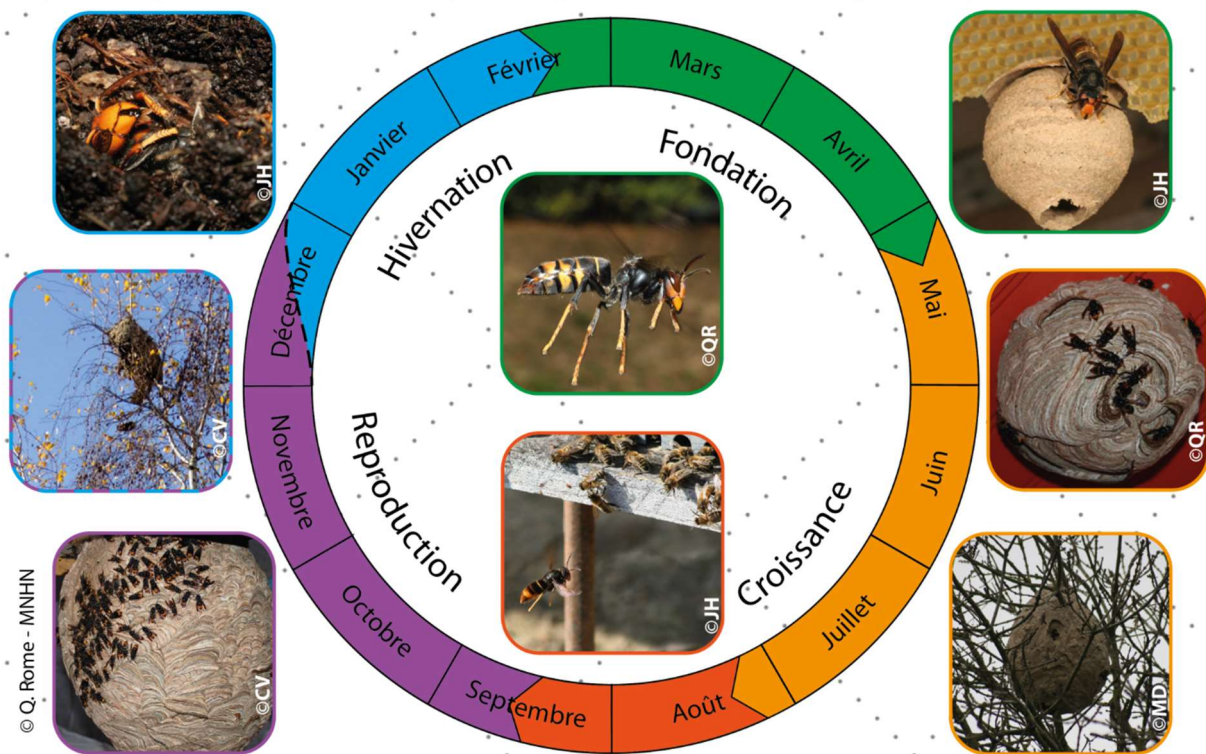 Février
Mars
Avril
Mai
Juin
Juillet
Août
Septembre
Octobre
Novembre
Décembre
Janvier
Hivernation
Fondation
Croissance
Reproduction
©JH
©CV
©CV
©QR
©JH
©JH
©QR
©MDJ
© Q. Rome - MNHN